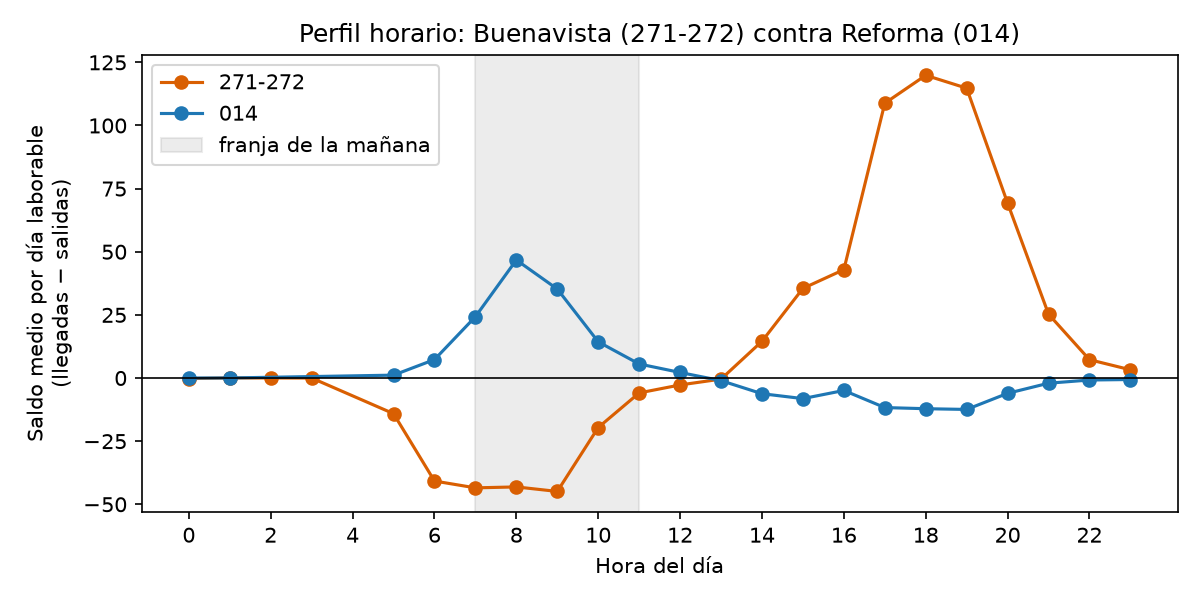 Perfil horario: Buenavista (271-272) contra Reforma (014)
271-272
014
franja de la mañana
Saldo medio por día laborable
(llegadas − salidas)
125
100
75
50
25
0
−25
−50
0 2 4 6 8 10 12 14 16 18 20 22
Hora del día